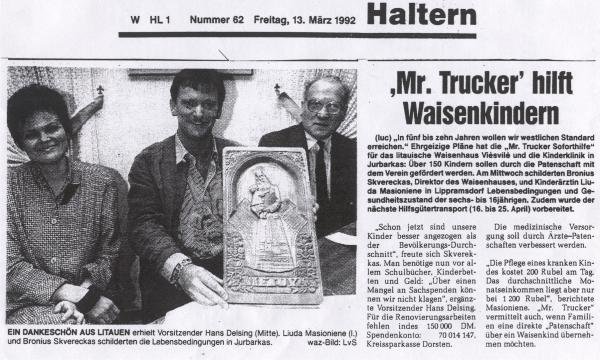 W HL 1 Nummer 62 Freitag, 13. März 1992 Haltern
‚Mr. Trucker’ hilft
Waisenkindern
(luc) „In fünf bis zehn Jahren wollen wir westlichen Standard
erreichen.“ Ehrgeizige Pläne hat die „Mr. Trucker Soforthilfe“
für das litauische Waisenhaus Viésvilé und die Kinderklinik in
Jurbarkas: Über 150 Kindern sollen durch die Patenschaft mit
dem Verein gefördert werden. Am Mittwoch schilderten Bronius
Skvereckas, Direktor des Waisenhauses, und Kinderärztin Liu-
da Masioniene in Lippramsdorf Lebensbedingungen und Ge-
sundheitszustand der sechs- bis 16jährigen. Zudem wurde der
nächste Hilfsgütertransport (16. bis 25. April) vorbereitet.
„Schon jetzt sind unsere
Kinder besser angezogen als
der Bevölkerungs-Durch-
schnitt“, freute sich Skverek-
kas. Man benötige nun vor al-
lem Schulbücher, Kinderbet-
ten und Geld: „Über einen
Mangel an Sachspenden kön-
nen wir nicht klagen“, ergänz-
te Vorsitzender Hans Delsing.
Für die Renovierungsarbeiten
fehlen indes 150 000 DM.
Spendenkonto: 70 014 147.
Kreissparkasse Dorsten.
Die medizinische Versor-
gung soll durch Ärzte-Paten-
schaften verbessert werden.
„Die Pflege eines kranken Kin-
des kostet 200 Rubel am Tag.
Das durchschnittliche Mo-
natseinkommen liegt aber nur
bei 1 200 Rubel“, berichtete
Masioniene. „Mr. Trucker“
vermittelt auch, wenn Fami-
lien eine direkte „Patenschaft“
über ein Waisenkind überneh-
men möchten.
EIN DANKESCHÖN AUS LITAUEN erhielt Vorsitzender Hans Delsing (Mitte). Liuda Masioniene (l.)
und Bronius Skvereckas schilderten die Lebensbedingungen in Jurbarkas. waz-Bild: LvS